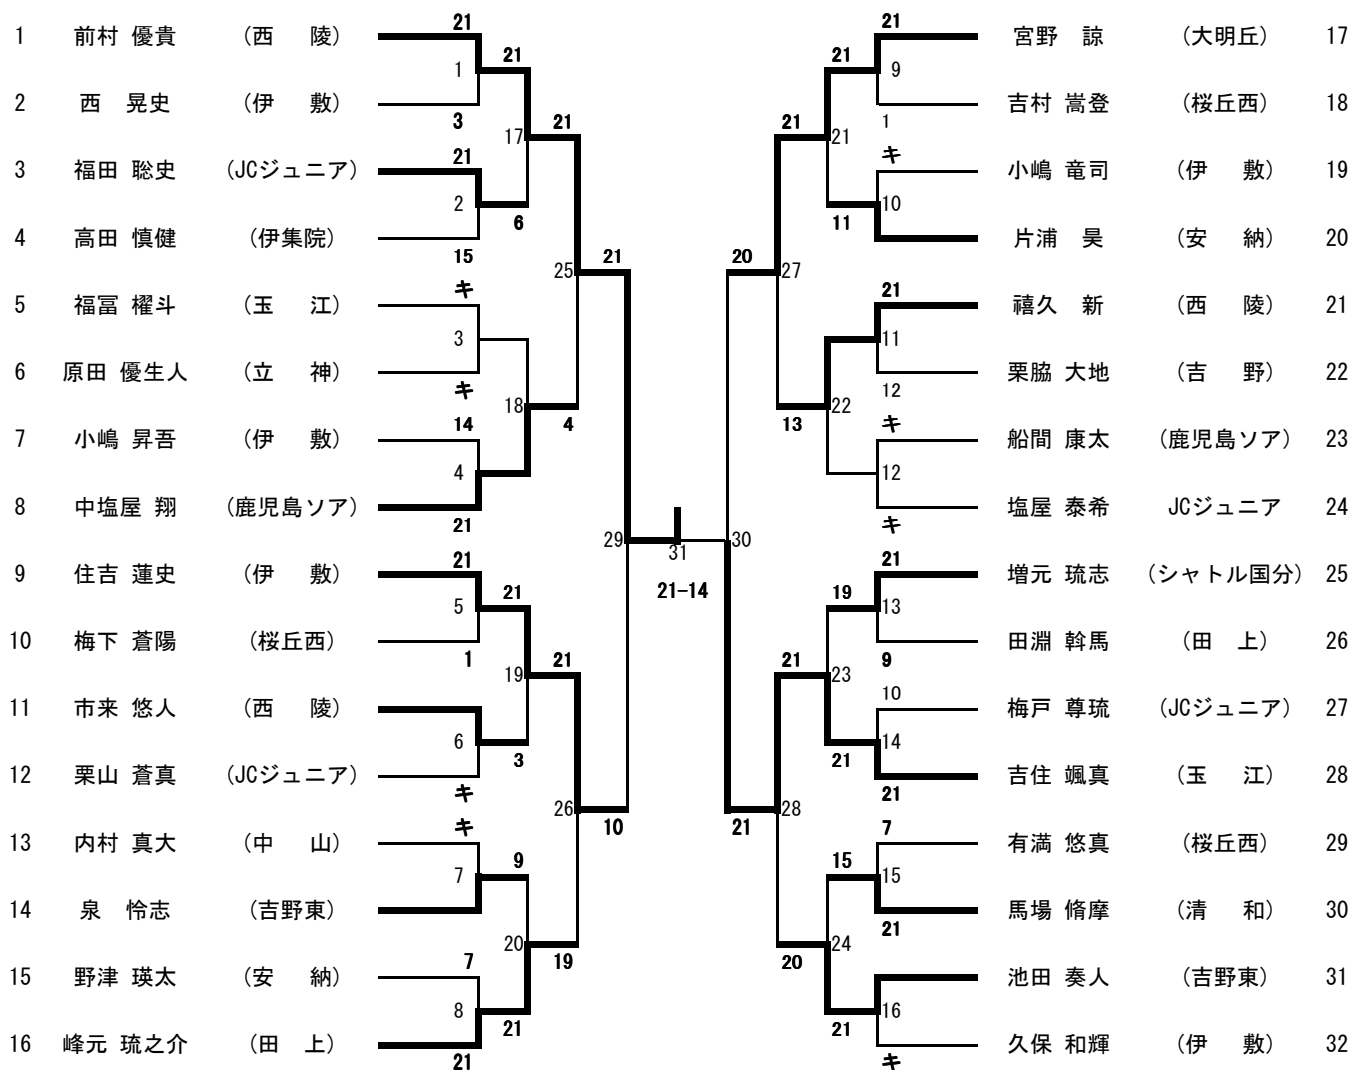 21 21
1 前村 優貴 (西 陵) 宮野 諒 (大明丘) 17
21 21
1 9
2 西 晃史 (伊 敷) 吉村 嵩登 (桜丘西) 18
3 21 21 1
17 21
21 キ
3 福田 聡史 (JCジュニア) 小嶋 竜司 (伊 敷) 19
2 10
6 11
4 高田 慎健 (伊集院) 片浦 昊 (安 納) 20
15 21 20
25 27
キ 21
5 福冨 櫂斗 (玉 江) 禧久 新 (西 陵) 21
3 11
6 原田 優生人 (立 神) 栗脇 大地 (吉 野) 22
キ 12
18 22
14 4 13 キ
7 小嶋 昇吾 (伊 敷) 船間 康太 (鹿児島ソア) 23
4 12
8 中塩屋 翔 (鹿児島ソア) 塩屋 泰希 JCジュニア 24
21 キ
29 30
31
21 21
9 住吉 蓮史 (伊 敷) 増元 琉志 (シャトル国分) 25
21-14
21 19
5 13
10 梅下 蒼陽 (桜丘西) 田淵 斡馬 (田 上) 26
1 21 21 9
19 23
10
11 市来 悠人 (西 陵) 梅戸 尊琉 (JCジュニア) 27
6 14
3 21
12 栗山 蒼真 (JCジュニア) 吉住 颯真 (玉 江) 28
キ 21
26 28
キ 10 21 7
13 内村 真大 (中 山) 有満 悠真 (桜丘西) 29
9 15
7 15
14 泉 怜志 (吉野東) 馬場 脩摩 (清 和) 30
21
20 24
7 19 20
15 野津 瑛太 (安 納) 池田 奏人 (吉野東) 31
8 16
21 21
16 峰元 琉之介 (田 上) 久保 和輝 (伊 敷) 32
21 キ